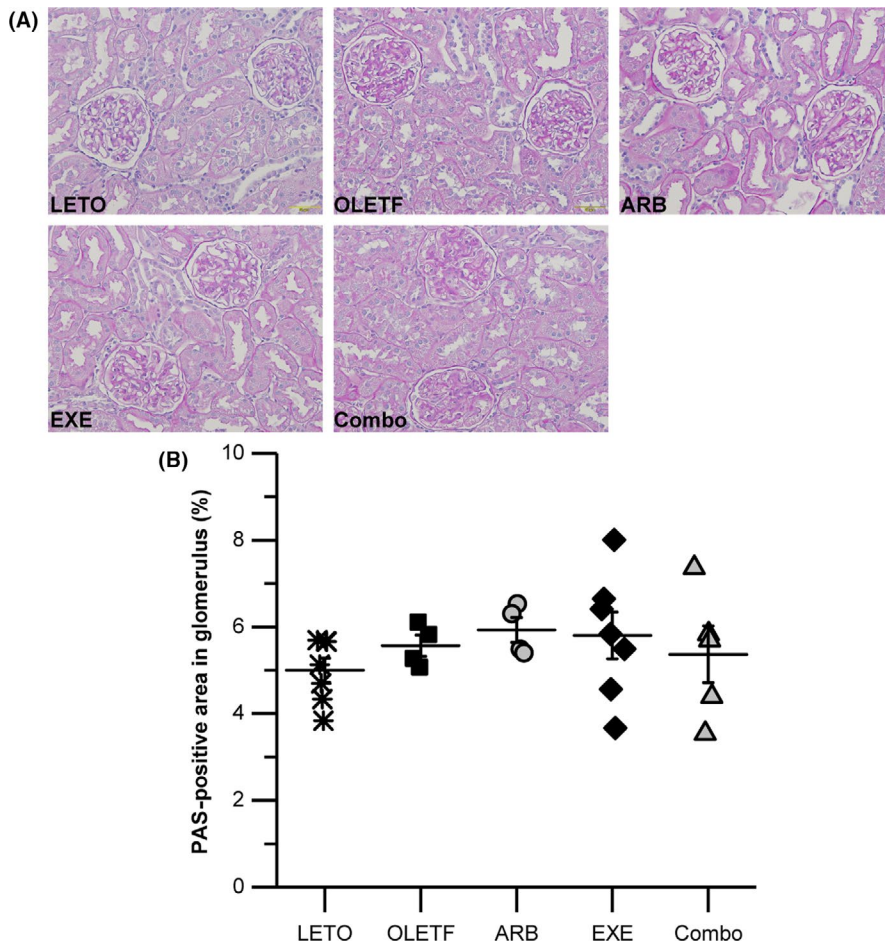 (A)
LETO
OLETF
ARB
EXE
Combo
(B)
PAS-positive area in glomerulus (%)
10
8
6
4
2
0
LETO OLETF ARB EXE Combo